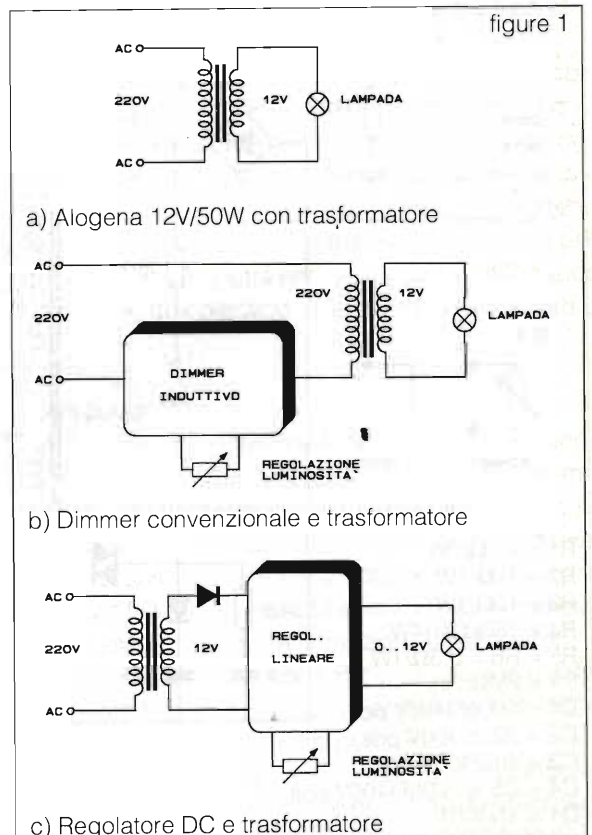 figure 1
AC
220V
12V
LAMPADA
AC
a) Alogena 12V/50W con trasformatore
AC
220V
12V
220V
LAMPADA
AC
DIMMER
INDUTTIVO
REGOLAZIONE
LUMINOSITA`
b) Dimmer convenzionale e trasformatore
AC
220V
12V
REGOL.
LINEARE
0..12V
LAMPADA
AC
REGOLAZIONE
LUMINOSITA`
c) Regolatore DC e trasformatore